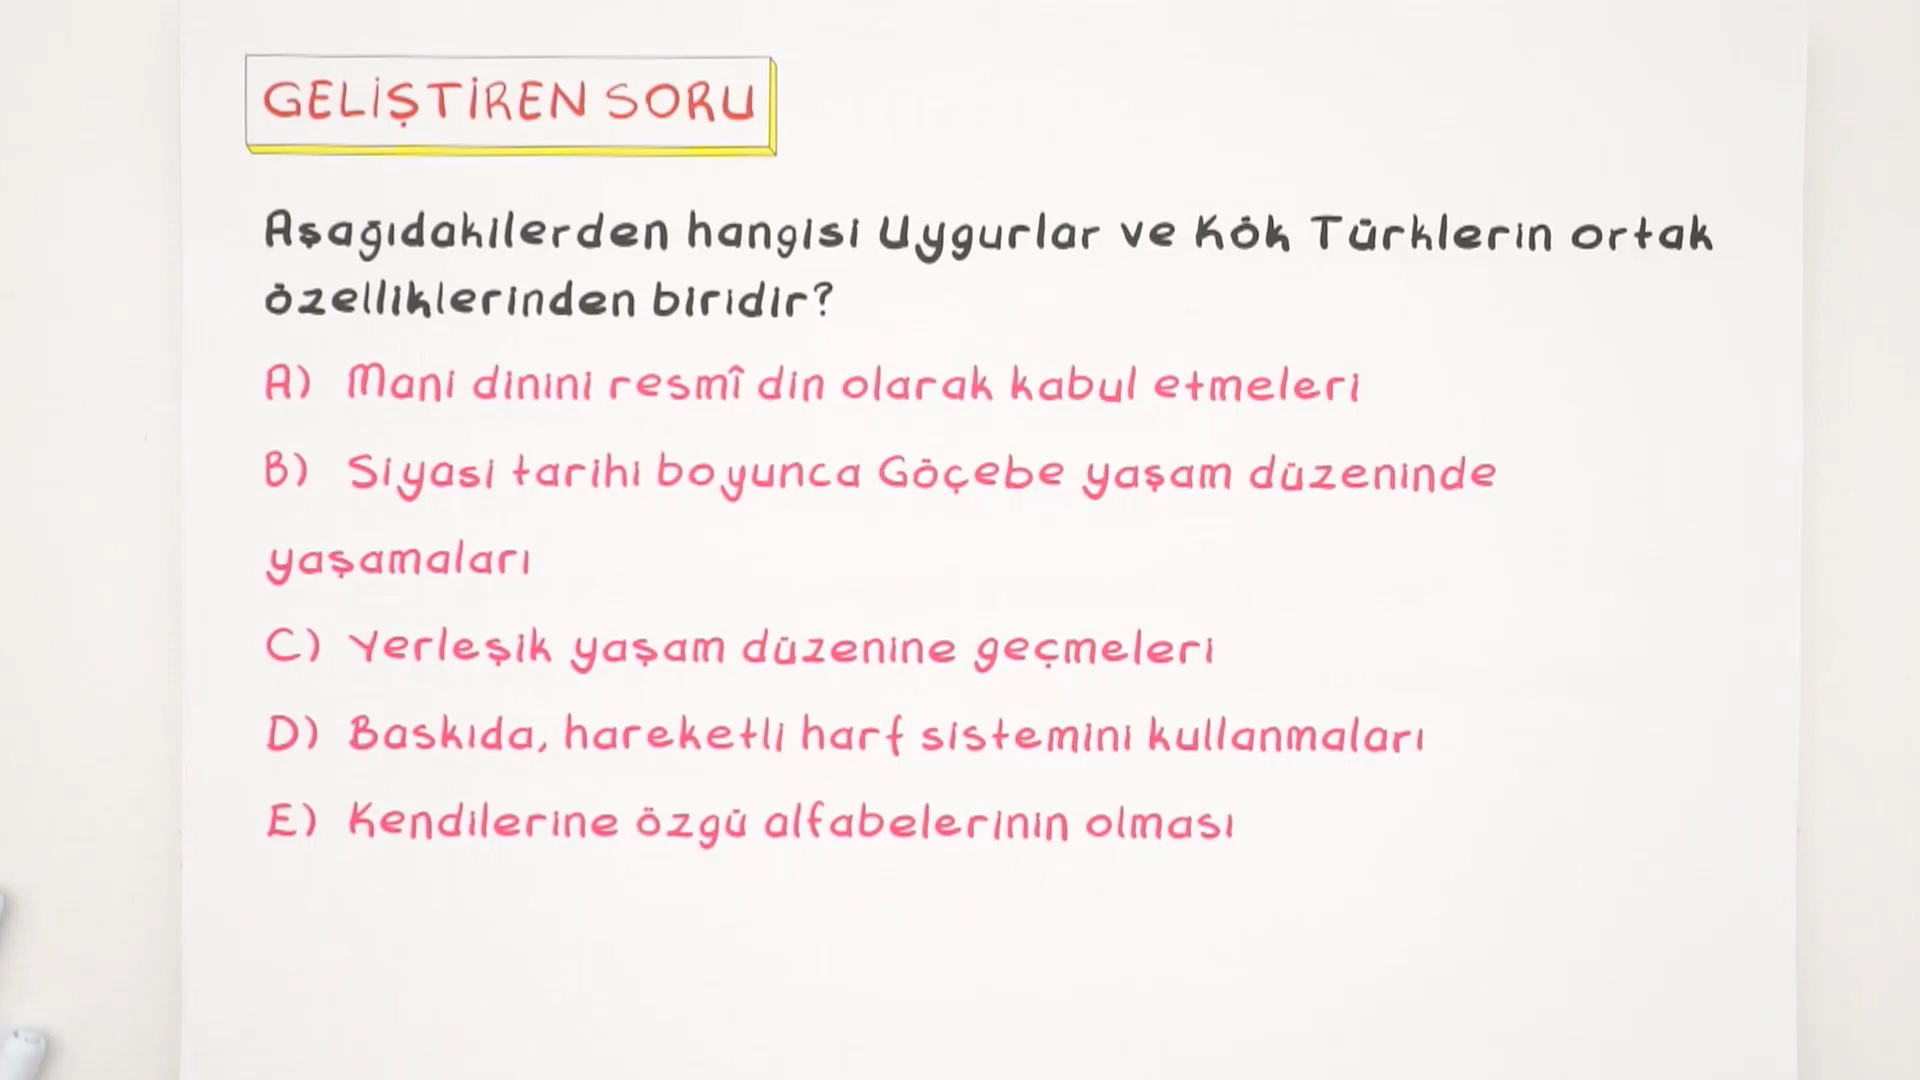 GELİŞTİREN SORU
Aşağıdakilerden hangisi Uygurlar ve Kök Türklerin ortak
özelliklerinden biridir?
A) Mani dinini resmî din olarak kabul etmeleri
B) Siyasi tarihi boyunca Göçebe yaşam düzeninde
yaşamaları
C) Yerleşik yaşam düzenine geçmeleri
D) Baskıda, hareketli harf sistemini kullanmaları
E) Kendilerine özgü alfabelerinin olması